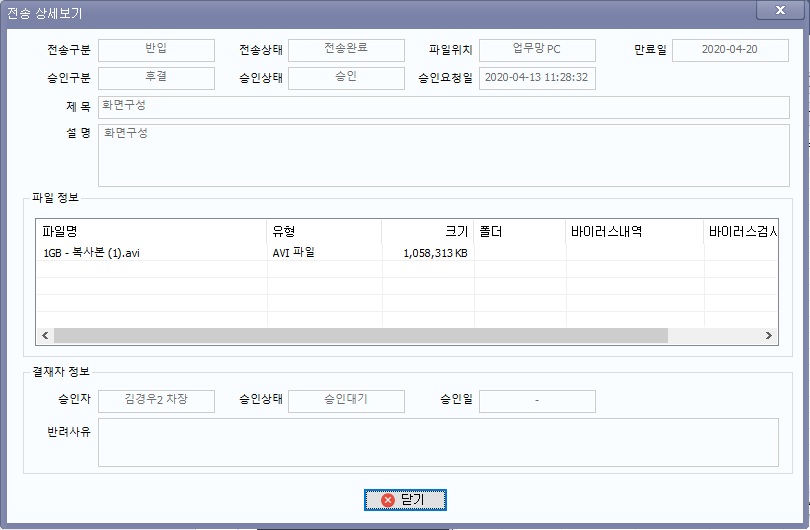 전송 상세보기
전송구분 반입 전송상태 전송완료 파일위치 업무망 PC 만료일 2020-04-20
승인구분 후결 승인상태 승인 승인요청일 2020-04-13 11:28:32
제 목 화면구성
설 명 화면구성
파일 정보
파일명 유형 크기 폴더 바이러스내역 바이러스검사
1GB - 복사본 (1).avi AVI 파일 1,058,313 KB
결재자 정보
승인자 김경우2 차장 승인상태 승인대기 승인일 -
반려사유
닫기